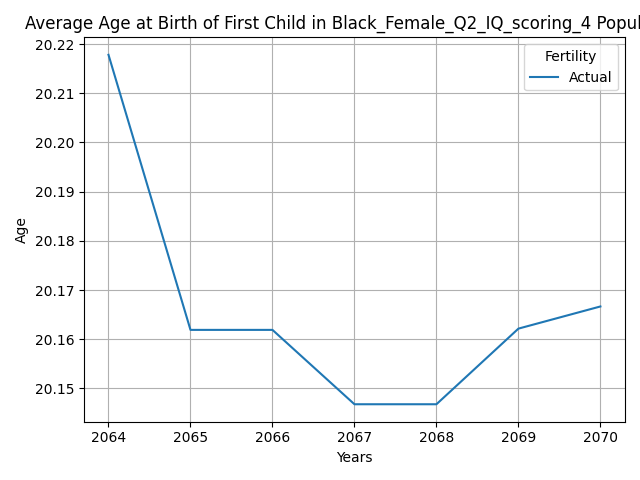 Average Age at Birth of First Child in Black_Female_Q2_IQ_scoring_4 Popul
Fertility
Actual
20.22
20.21
20.20
20.19
20.18
20.17
20.16
20.15
Age
2064 2065 2066 2067 2068 2069 2070
Years